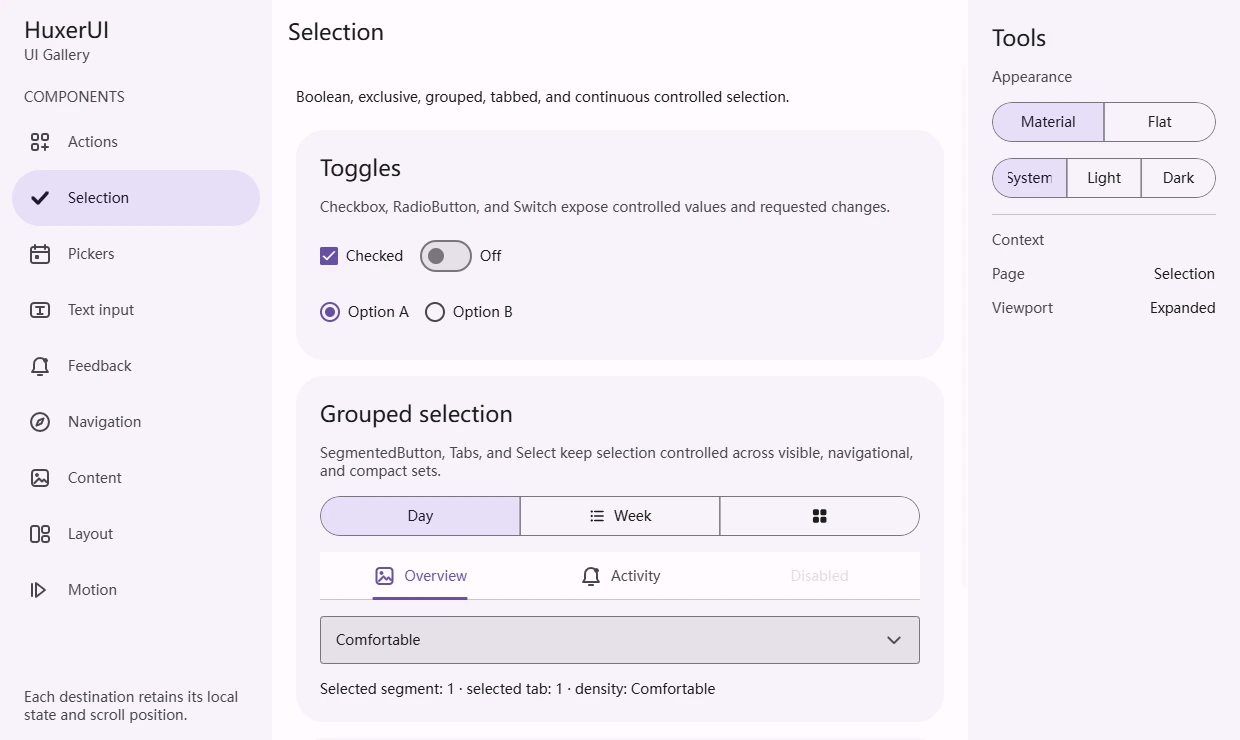 HuxerUI
UI Gallery
COMPONENTS
Actions
Selection
Pickers
Text input
Feedback
Navigation
Content
Layout
Motion
Each destination retains its local
state and scroll position.
Selection
Boolean, exclusive, grouped, tabbed, and continuous controlled selection.
Toggles
Checkbox, RadioButton, and Switch expose controlled values and requested changes.
Checked
Off
Option A
Option B
Grouped selection
SegmentedButton, Tabs, and Select keep selection controlled across visible, navigational,
and compact sets.
Day
Week
Overview
Activity
Disabled
Comfortable
Selected segment: 1 · selected tab: 1 · density: Comfortable
Tools
Appearance
Material
Flat
System
Light
Dark
Context
Page
Selection
Viewport
Expanded